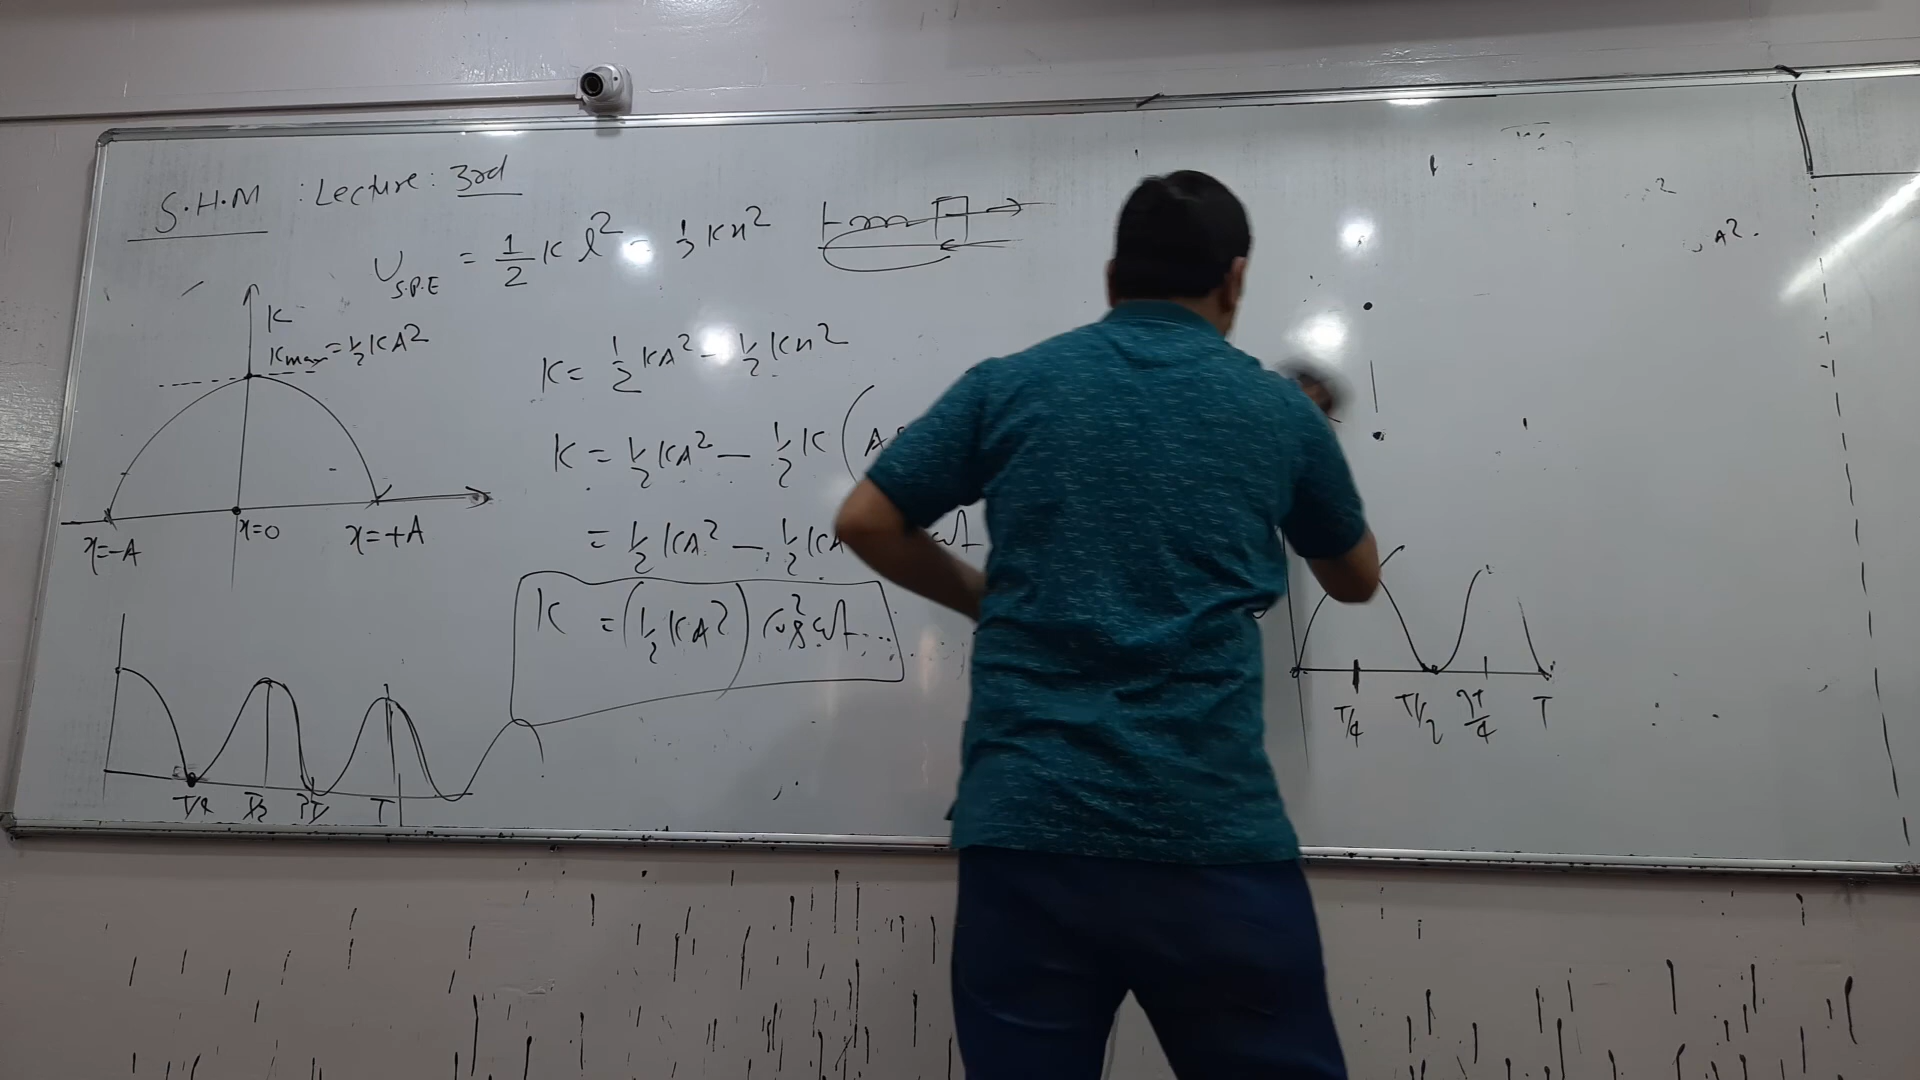 S.H.M : Lecture: 3rd
U S.P.E = 1/2 K l² = 1/2 Kx²
K
Kmax = 1/2 KA²
x=-A x=0 x=+A
K = 1/2 KA² - 1/2 Kx²
K = 1/2 KA² - 1/2 K (A
= 1/2 KA² - 1/2 KA ωt
K = (1/2 KA²) cos² ωt ...
T/4 T/2 T
T/4 T/2 3T/4 T
A².